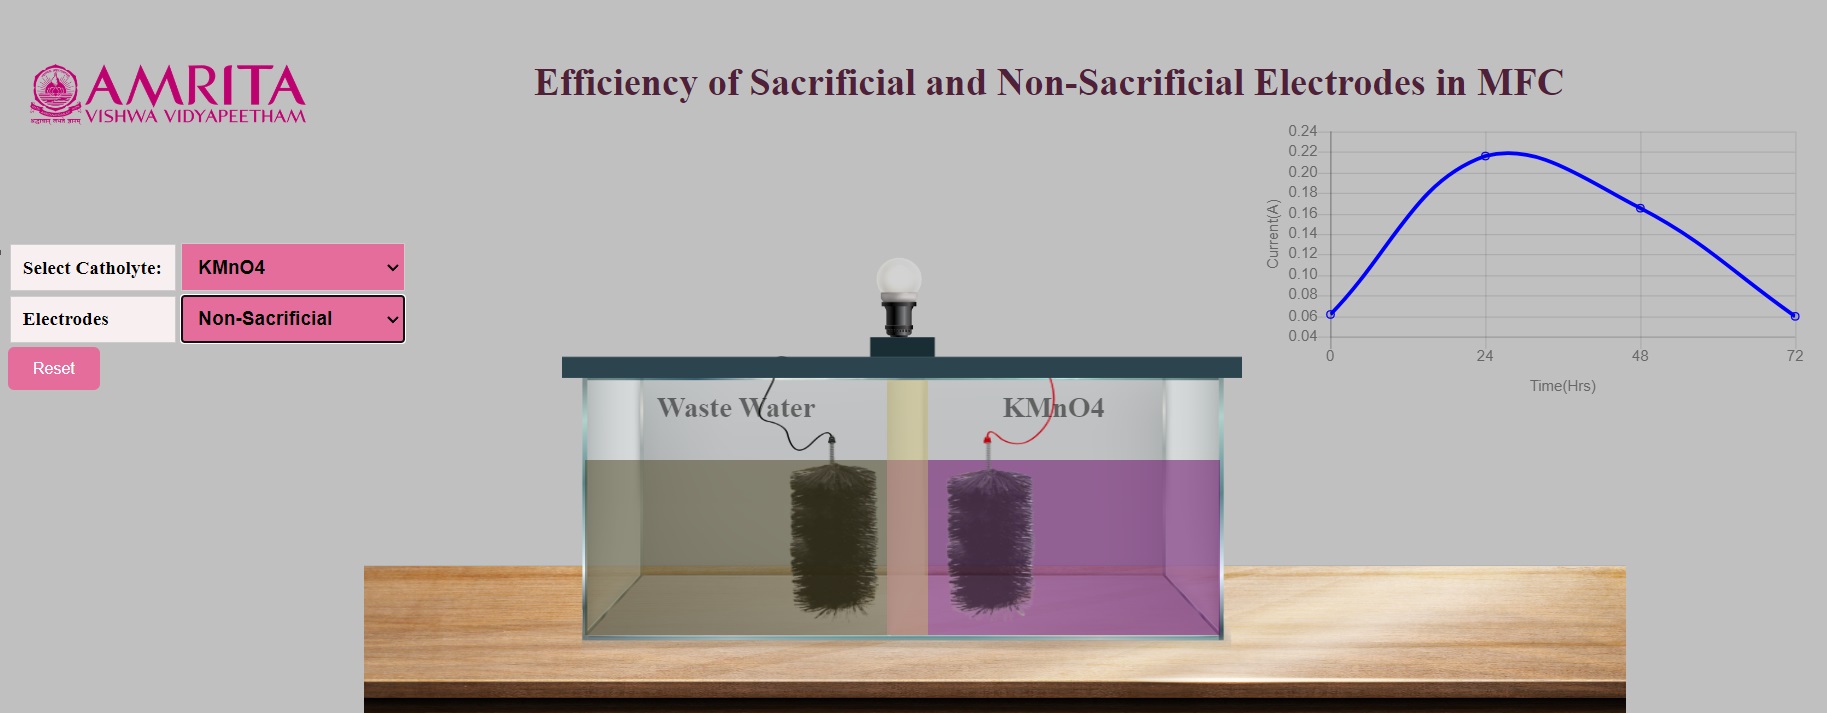 AMRITA
VISHWA VIDYAPEETHAM
Efficiency of Sacrificial and Non-Sacrificial Electrodes in MFC
Select Catholyte: KMnO4
Electrodes Non-Sacrificial
Reset
Waste Water
KMnO4
Current(A)
0.24
0.22
0.20
0.18
0.16
0.14
0.12
0.10
0.08
0.06
0.04
0 24 48 72
Time(Hrs)